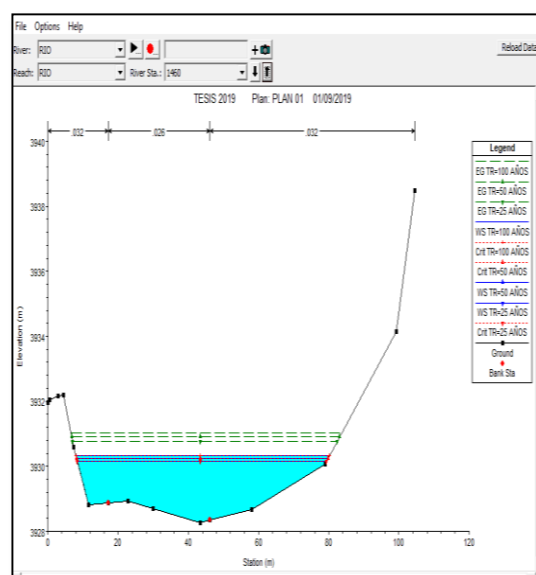 File Options Help
River: RIO
Reload Data
Reach: RIO River Sta.: 1460
TESIS 2019 Plan: PLAN 01 01/09/2019
.032 .026 .032
3940
3938
3936
3934
3932
3930
3928
Elevation (m)
0 20 40 60 80 100 120
Station (m)
Legend
EG TR=100 AÑOS
EG TR=50 AÑOS
EG TR=25 AÑOS
WS TR=100 AÑOS
Crit TR=100 AÑOS
Crit TR=50 AÑOS
WS TR=50 AÑOS
WS TR=25 AÑOS
Crit TR=25 AÑOS
Ground
Bank Sta